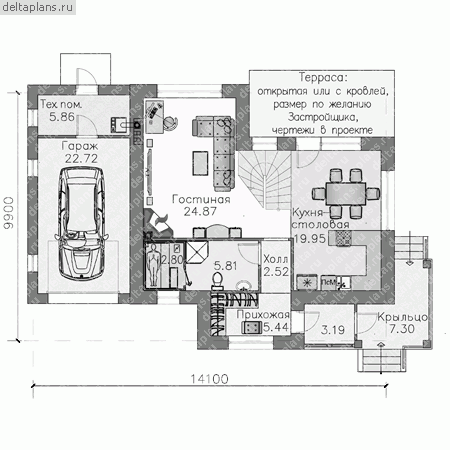 deltaplans.ru
Терраса:
открытая или с кровлей,
размер по желанию
Застройщика,
чертежи в проекте
Тех.пом.
5.86
Гараж
22.72
Гостиная
24.87
Кухня-
столовая
19.95
9900
2.80
5.81
Холл
2.52
ПсМ
Прихожая
5.44
3.19
Крыльцо
7.30
14100